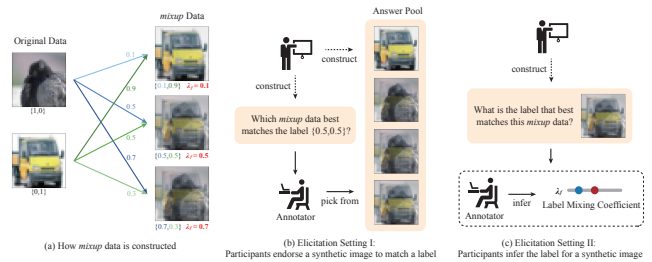 Original Data
{1,0}
{0,1}
mixup Data
0.1
0.9
0.5
0.5
0.7
0.3
{0.1,0.9} λf = 0.1
{0.5,0.5} λf = 0.5
{0.7,0.3} λf = 0.7
(a) How mixup data is constructed
construct
construct
Which mixup data best
matches the label {0.5,0.5}?
Annotator
pick from
Answer Pool
(b) Elicitation Setting I:
Participants endorse a synthetic image to match a label
construct
What is the label that best
matches this mixup data?
Annotator
infer
λf
Label Mixing Coefficient
(c) Elicitation Setting II:
Participants infer the label for a synthetic image